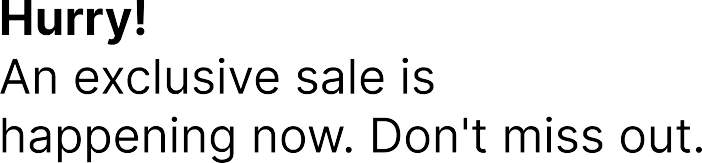 Hurry!
An exclusive sale is
happening now. Don't miss out.